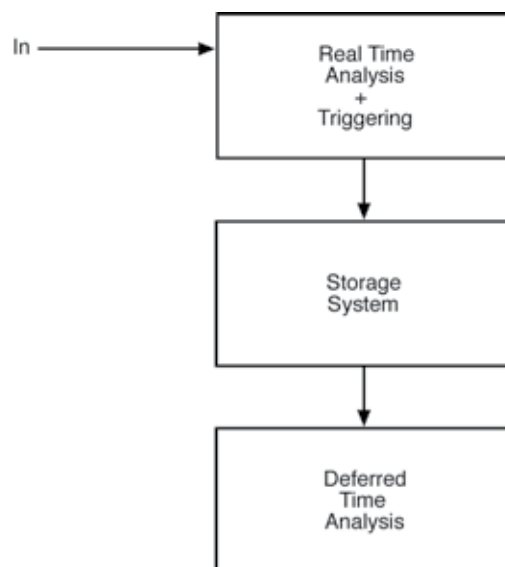 In
Real Time
Analysis
+
Triggering
Storage
System
Deferred
Time
Analysis